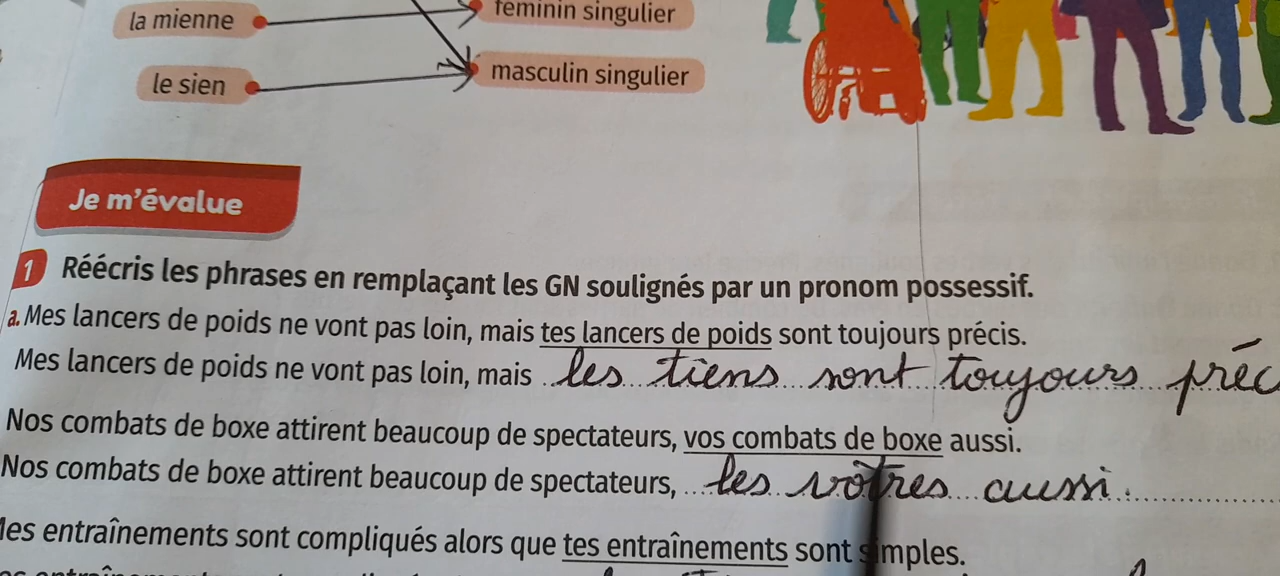 la mienne
féminin singulier
le sien
masculin singulier
Je m'évalue
1 Réécris les phrases en remplaçant les GN soulignés par un pronom possessif.
a. Mes lancers de poids ne vont pas loin, mais tes lancers de poids sont toujours précis.
Mes lancers de poids ne vont pas loin, mais les tiens sont toujours préc
Nos combats de boxe attirent beaucoup de spectateurs, vos combats de boxe aussi.
Nos combats de boxe attirent beaucoup de spectateurs, les vôtres aussi.
es entraînements sont compliqués alors que tes entraînements sont simples.